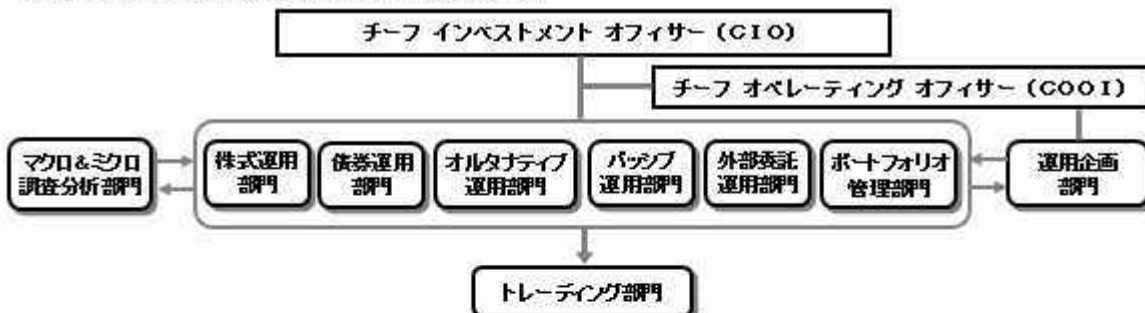 チーフ インベストメント オフィサー (CIO)
チーフ オペレーティング オフィサー (COOI)
マクロ&ミクロ
調査分析部門
株式運用
部門
債券運用
部門
オルタナティブ
運用部門
パッシブ
運用部門
外部委託
運用部門
ポートフォリオ
管理部門
運用企画
部門
トレーディング部門